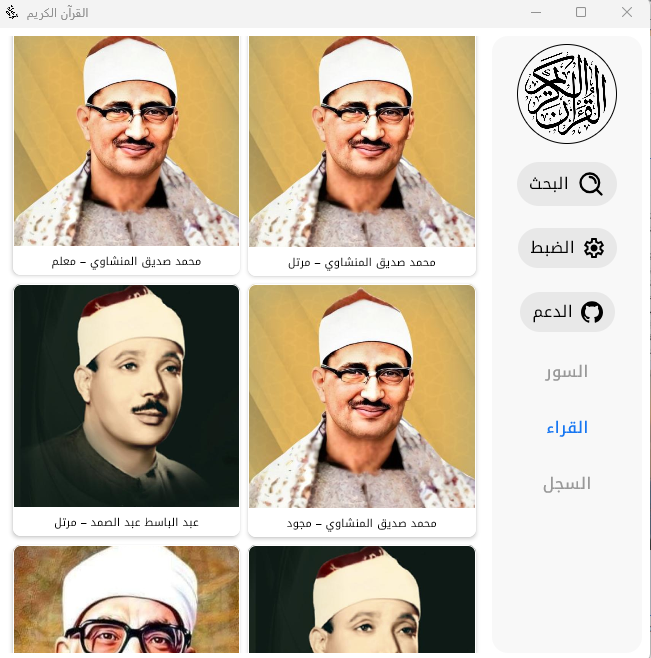 القرآن الكريم
القرآن الكريم
البحث
الضبط
الدعم
السور
القراء
السجل
محمد صديق المنشاوي – مرتل
محمد صديق المنشاوي – معلم
محمد صديق المنشاوي – مجود
عبد الباسط عبد الصمد – مرتل